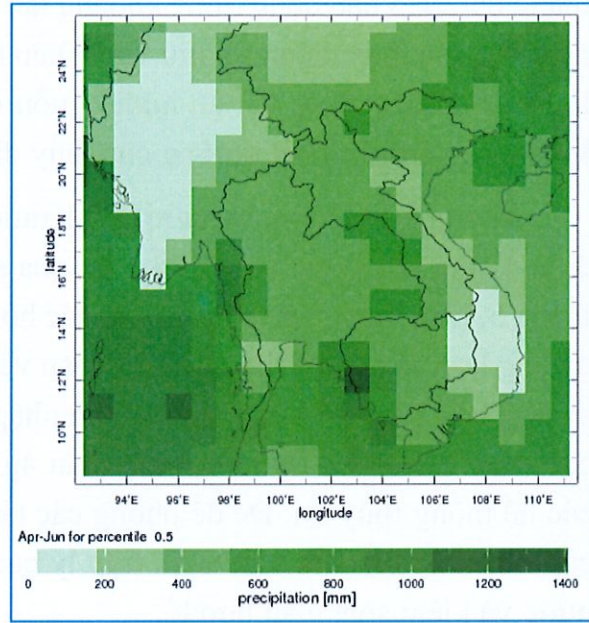 latitude
24°N
22°N
20°N
18°N
16°N
14°N
12°N
10°N
94°E 96°E 98°E 100°E 102°E 104°E 106°E 108°E 110°E
longitude
Apr-Jun for percentile 0.5
0 200 400 600 800 1000 1200 1400
precipitation [mm]